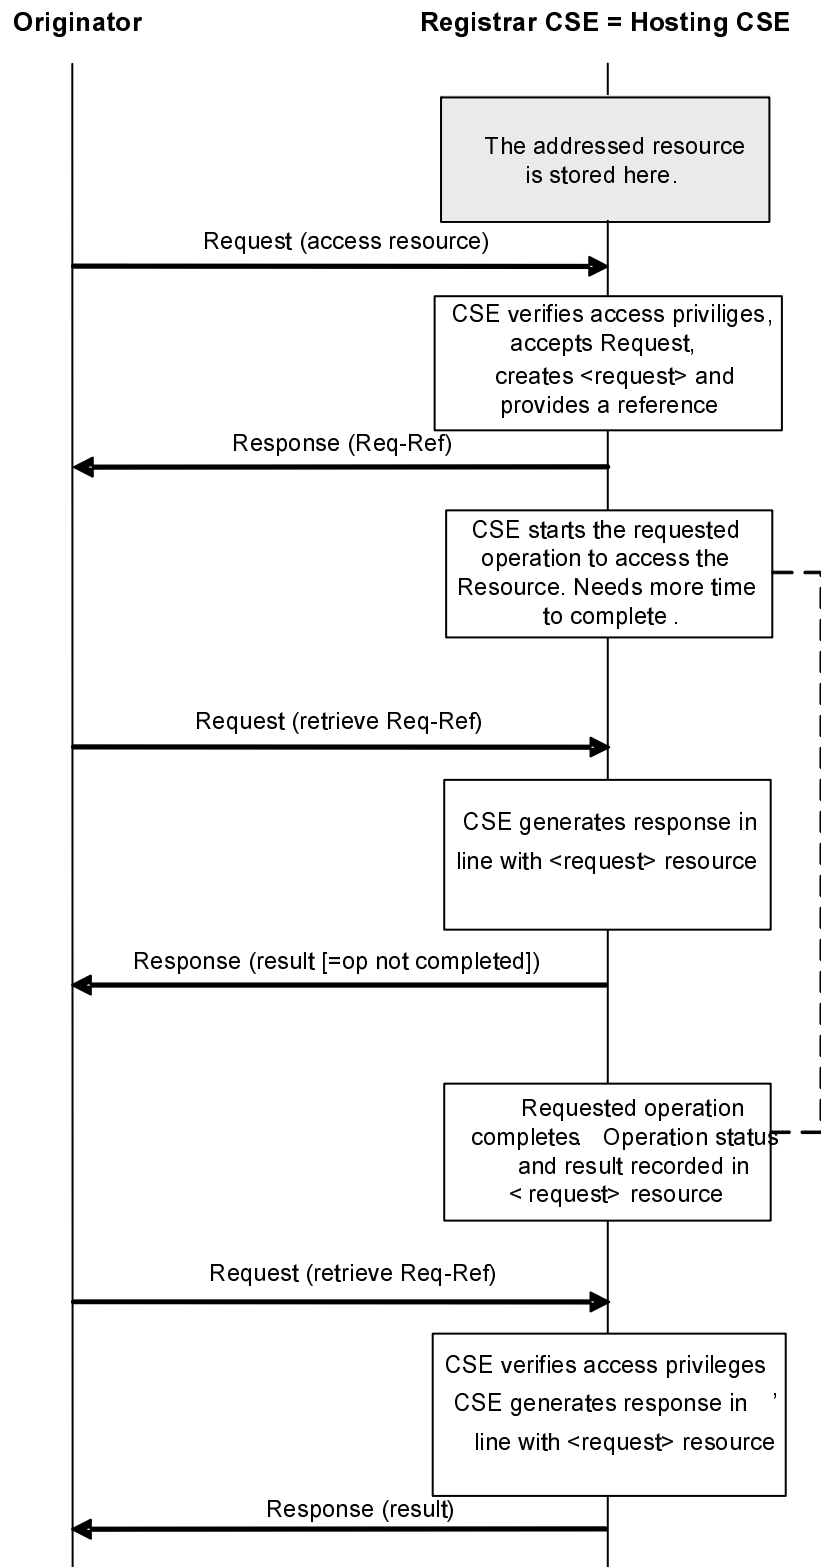 Originator
Registrar CSE = Hosting CSE
The addressed resource
is stored here.
Request (access resource)
CSE verifies access priviliges,
accepts Request,
creates <request> and
provides a reference
Response (Req-Ref)
CSE starts the requested
operation to access the
Resource. Needs more time
to complete .
Request (retrieve Req-Ref)
CSE generates response in
line with <request> resource
Response (result [=op not completed])
Requested operation
completes. Operation status
and result recorded in
< request> resource
Request (retrieve Req-Ref)
CSE verifies access privileges
CSE generates response in ,
line with <request> resource
Response (result)